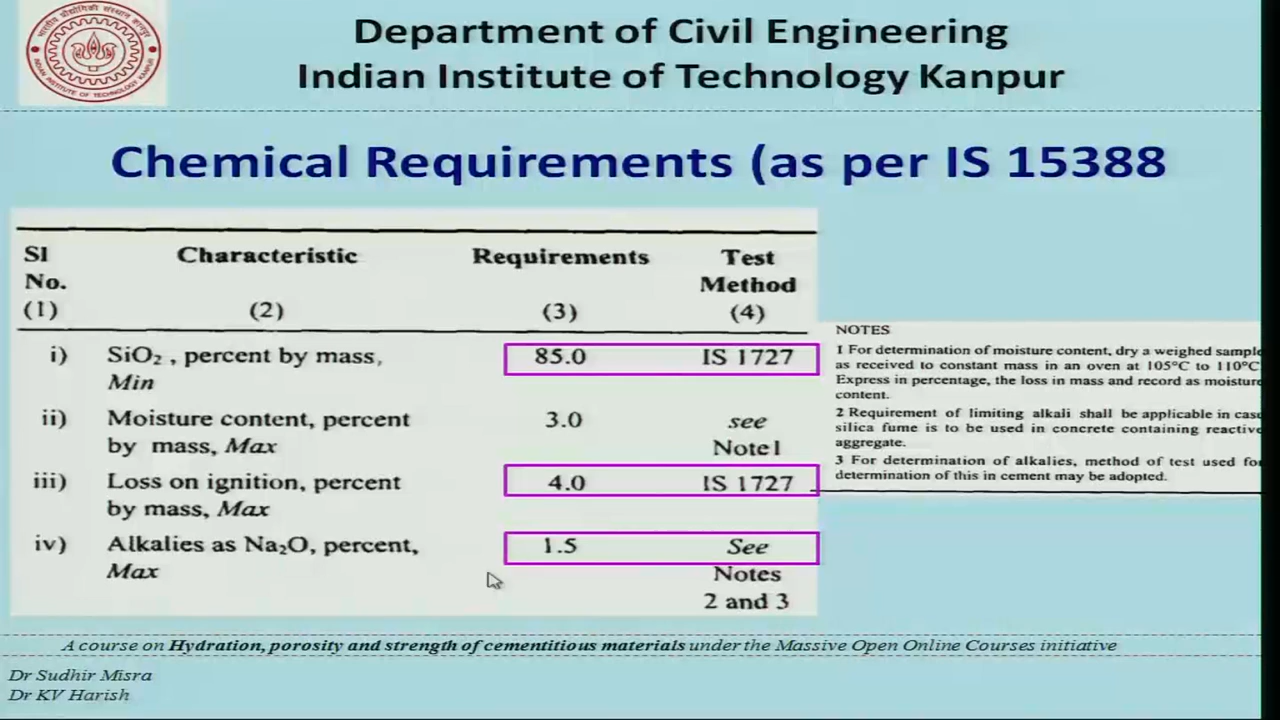 Department of Civil Engineering
Indian Institute of Technology Kanpur
Chemical Requirements (as per IS 15388
Sl No. Characteristic Requirements Test Method
(1) (2) (3) (4)
i) SiO₂ , percent by mass, Min 85.0 IS 1727
ii) Moisture content, percent by mass, Max 3.0 see Note1
iii) Loss on ignition, percent by mass, Max 4.0 IS 1727
iv) Alkalies as Na₂O, percent, Max 1.5 See Notes 2 and 3
NOTES
1 For determination of moisture content, dry a weighed sample
as received to constant mass in an oven at 105°C to 110°C
Express in percentage, the loss in mass and record as moisture
content.
2 Requirement of limiting alkali shall be applicable in case
silica fume is to be used in concrete containing reactive
aggregate.
3 For determination of alkalies, method of test used for
determination of this in cement may be adopted.
A course on Hydration, porosity and strength of cementitious materials under the Massive Open Online Courses initiative
Dr Sudhir Misra
Dr KV Harish